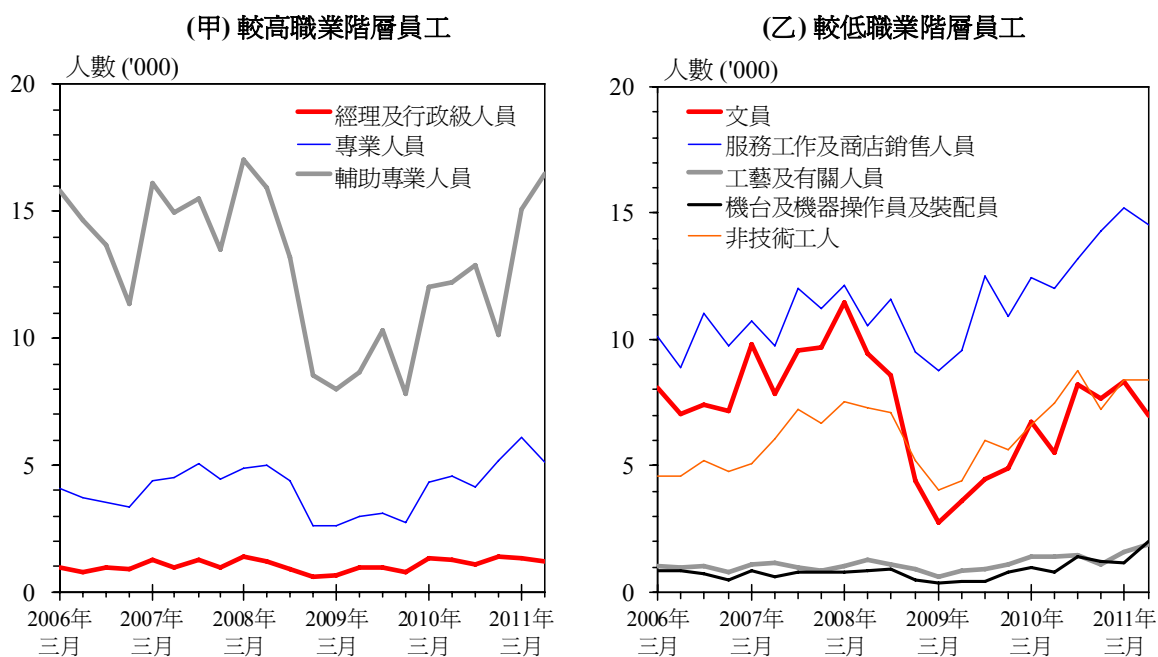 (甲) 較高職業階層員工
人數 ('000)
20
15
10
5
0
經理及行政級人員
專業人員
輔助專業人員
2006年
三月
2007年
三月
2008年
三月
2009年
三月
2010年
三月
2011年
三月
(乙) 較低職業階層員工
人數 ('000)
20
15
10
5
0
文員
服務工作及商店銷售人員
工藝及有關人員
機台及機器操作員及裝配員
非技術工人
2006年
三月
2007年
三月
2008年
三月
2009年
三月
2010年
三月
2011年
三月